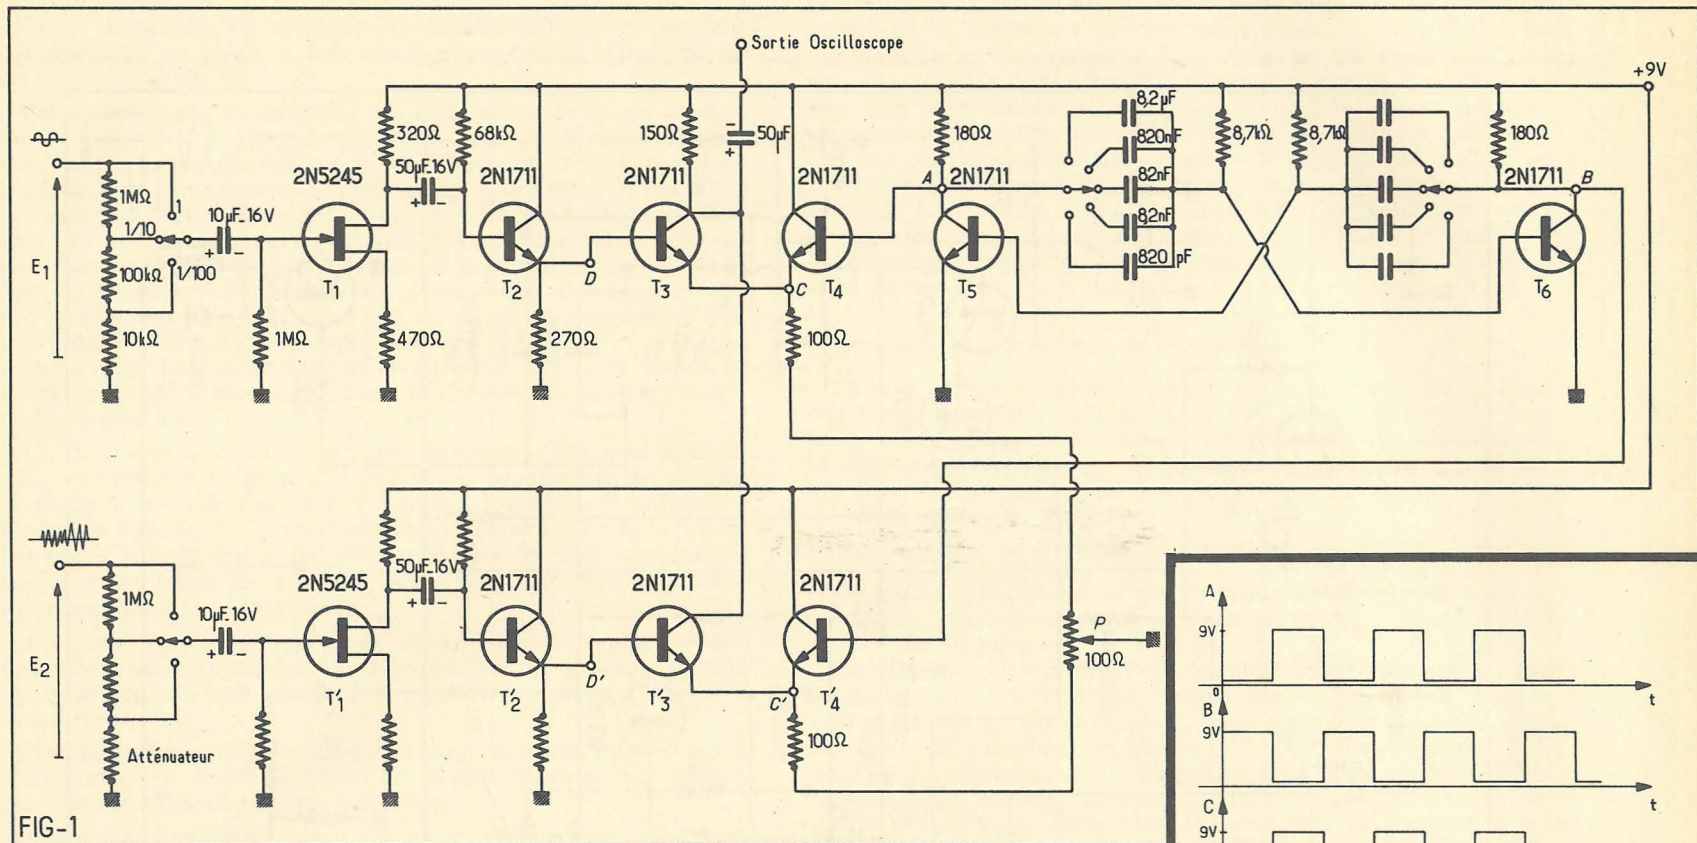 Sortie Oscilloscope
+9V
320Ω
68kΩ
150Ω
50µF
-
+
180Ω
8,2µF
820nF
82nF
8,2nF
820 pF
8,7kΩ
8,7kΩ
180Ω
2N5245
50µF-16V
+ -
2N1711
2N1711
2N1711
A
2N1711
2N1711
B
E1
1MΩ
1
1/10
1/100
100kΩ
10kΩ
10µF-16V
+ -
1MΩ
T1
T2
D
T3
C
T4
T5
T6
470Ω
270Ω
100Ω
E2
1MΩ
10µF-16V
+ -
2N5245
50µF-16V
+ -
2N1711
2N1711
2N1711
T'1
T'2
D'
T'3
C'
T'4
100Ω
P
100Ω
Atténuateur
FIG-1
A
9V
0
t
B
9V
t
C
9V